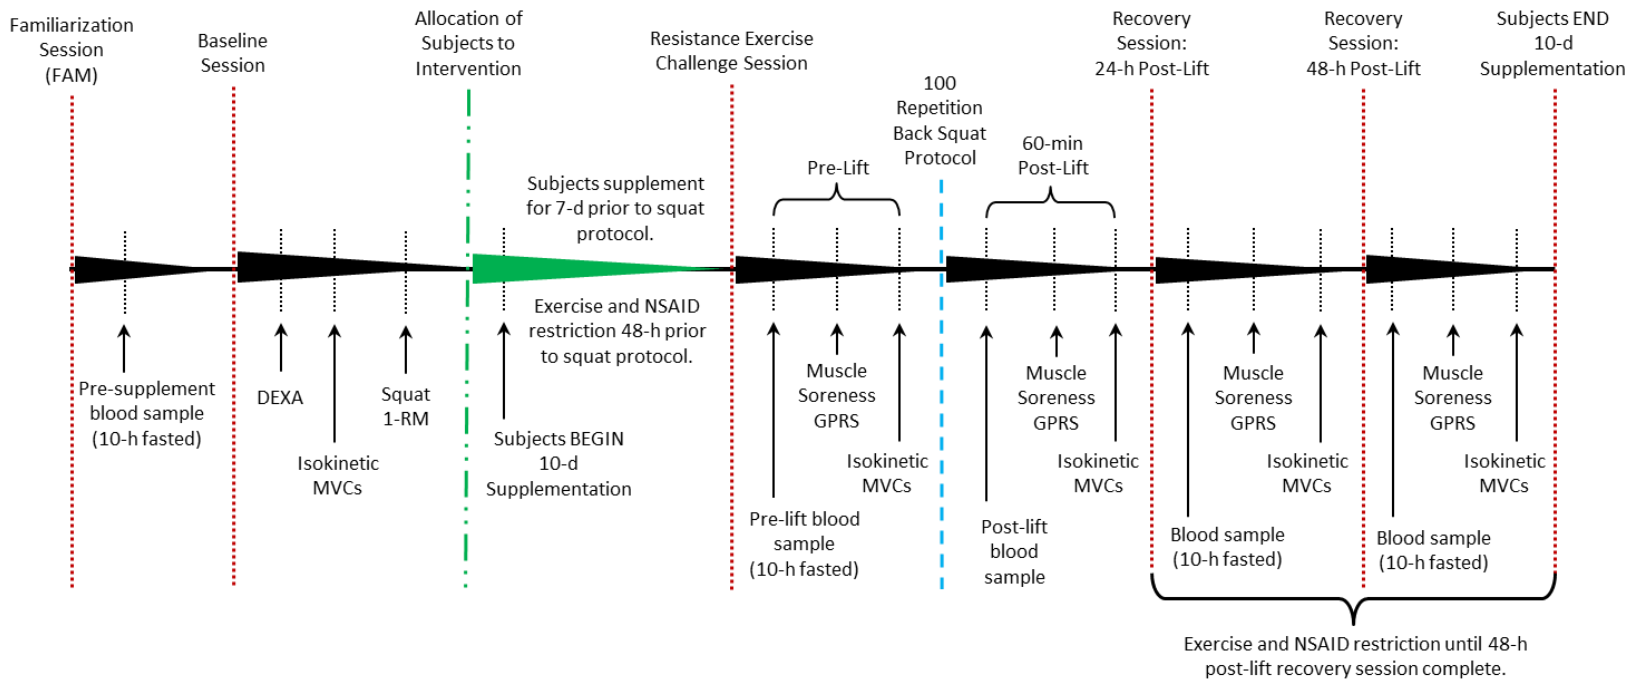 Familiarization
Session
(FAM)
Baseline
Session
Allocation of
Subjects to
Intervention
Resistance Exercise
Challenge Session
100
Repetition
Back Squat
Protocol
Recovery
Session:
24-h Post-Lift
Recovery
Session:
48-h Post-Lift
Subjects END
10-d
Supplementation
Pre-Lift
60-min
Post-Lift
Subjects supplement
for 7-d prior to squat
protocol.
Exercise and NSAID
restriction 48-h prior
to squat protocol.
Pre-supplement
blood sample
(10-h fasted)
DEXA
Isokinetic
MVCs
Squat
1-RM
Subjects BEGIN
10-d
Supplementation
Pre-lift blood
sample
(10-h fasted)
Muscle
Soreness
GPRS
Isokinetic
MVCs
Post-lift
blood
sample
Muscle
Soreness
GPRS
Isokinetic
MVCs
Blood sample
(10-h fasted)
Muscle
Soreness
GPRS
Isokinetic
MVCs
Blood sample
(10-h fasted)
Muscle
Soreness
GPRS
Isokinetic
MVCs
Exercise and NSAID restriction until 48-h
post-lift recovery session complete.